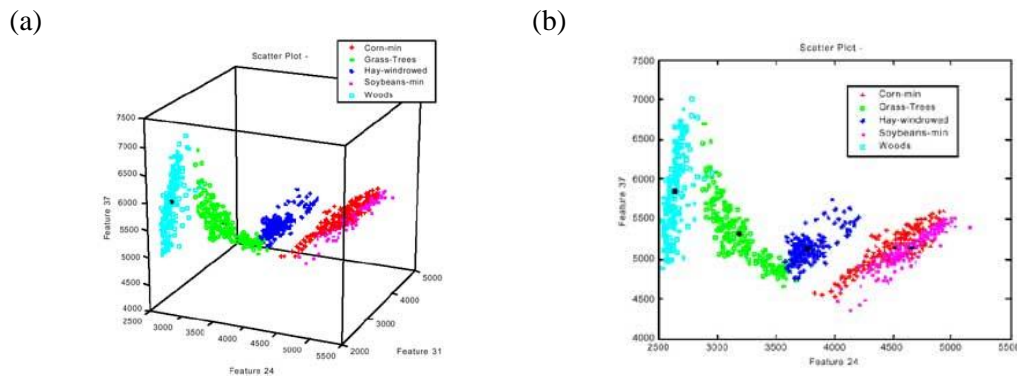 (a)
Scatter Plot -
Corn-min
Grass-Trees
Hay-windrowed
Soybeans-min
Woods
7500
7000
6500
6000
5500
5000
4500
4000
Feature 37
2500
3000
3500
4000
4500
5000
5500
Feature 24
2000
3000
4000
5000
Feature 31
(b)
Scatter Plot -
Corn-min
Grass-Trees
Hay-windrowed
Soybeans-min
Woods
7500
7000
6500
6000
5500
5000
4500
4000
Feature 37
2500
3000
3500
4000
4500
5000
5500
Feature 24